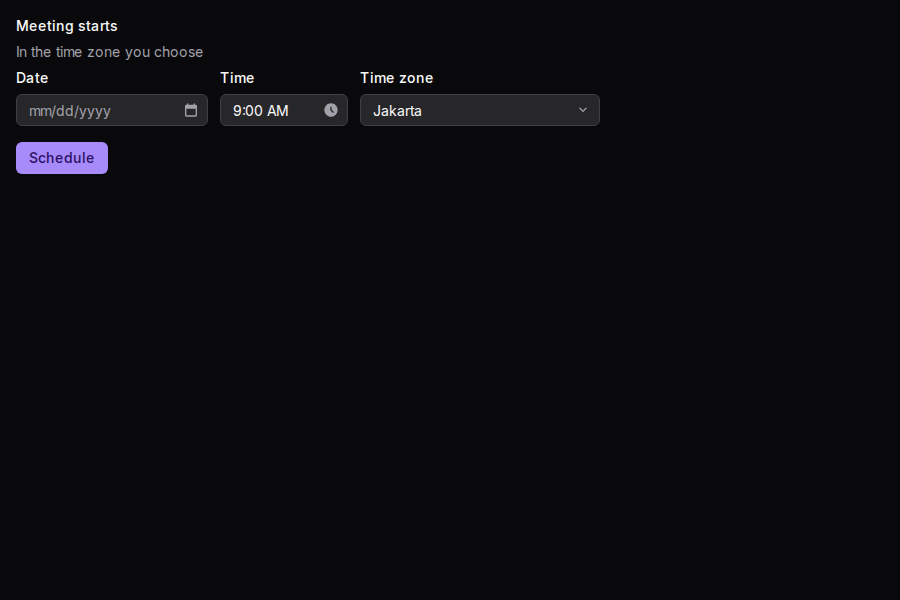 Meeting starts
In the time zone you choose
Date Time Time zone
mm/dd/yyyy 9:00 AM Jakarta
Schedule